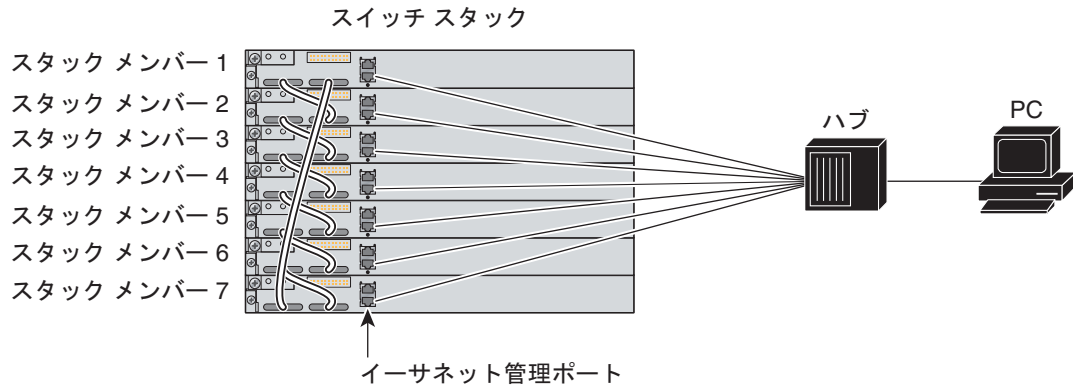 スイッチ スタック
スタック メンバー 1
スタック メンバー 2
スタック メンバー 3
スタック メンバー 4
スタック メンバー 5
スタック メンバー 6
スタック メンバー 7
ハブ
PC
イーサネット管理ポート